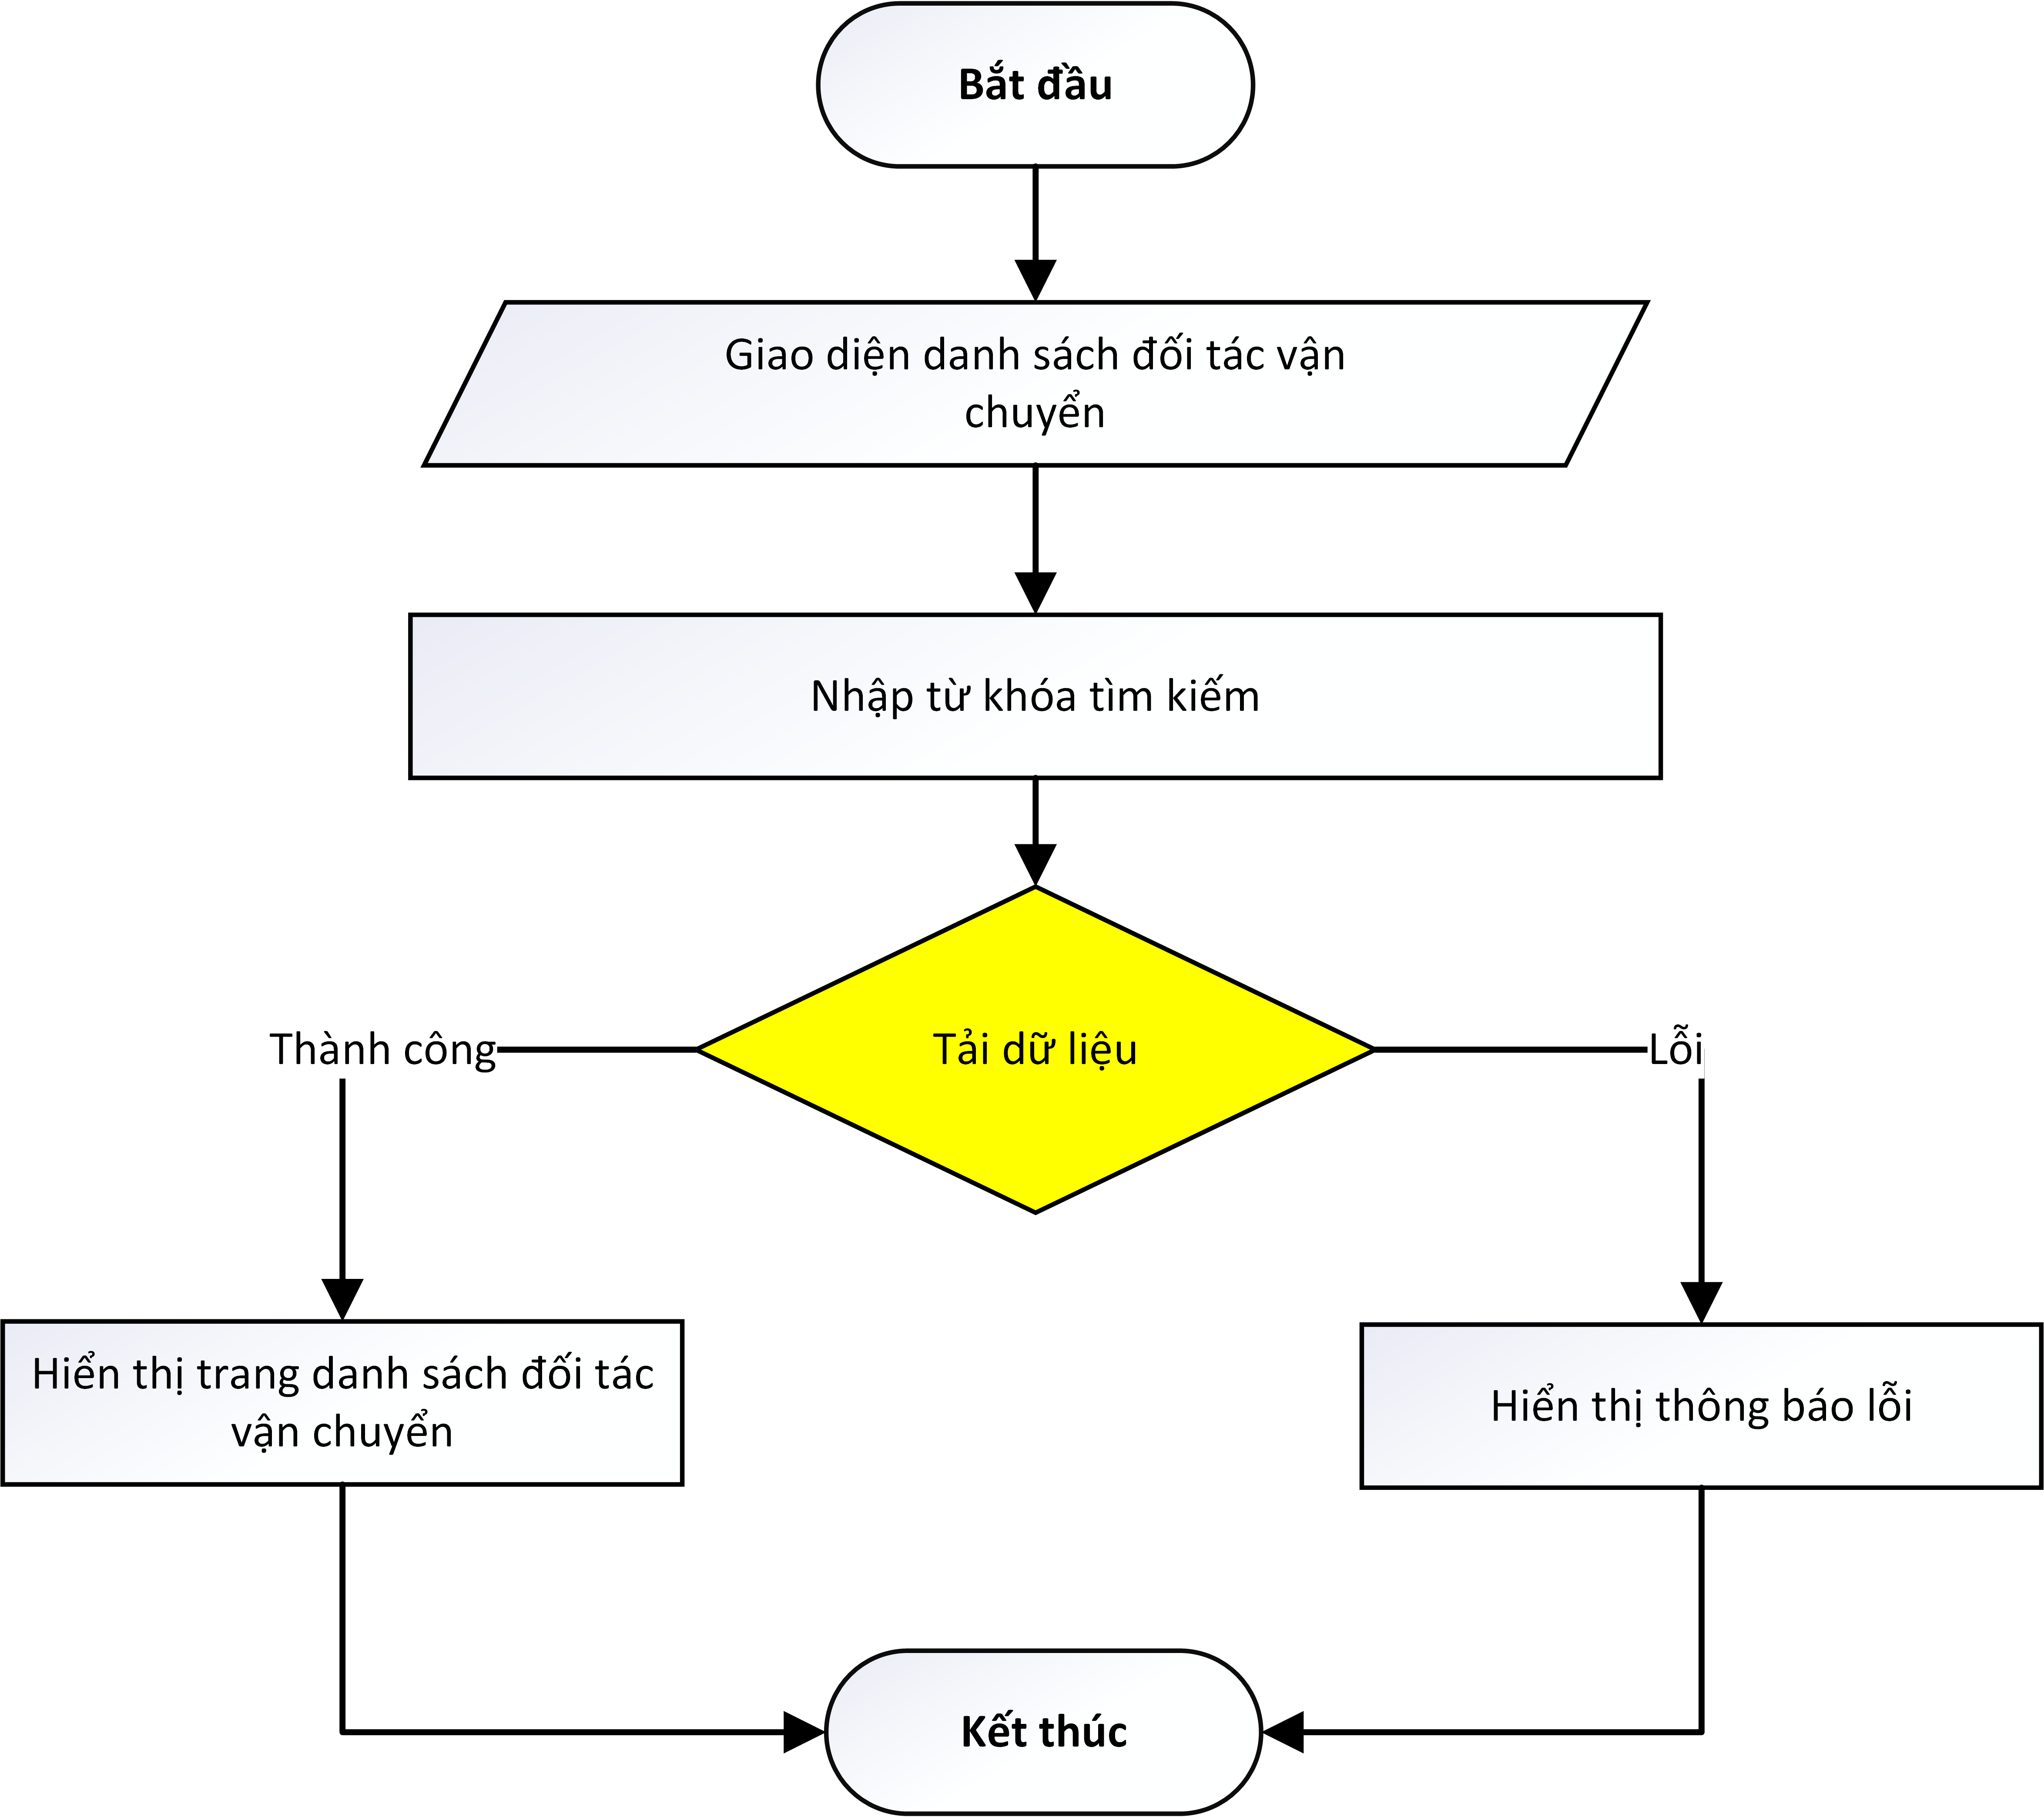 Bắt đầu
Giao diện danh sách đối tác vận
chuyển
Nhập từ khóa tìm kiếm
Tải dữ liệu
Thành công
Lỗi
Hiển thị trang danh sách đối tác
vận chuyển
Hiển thị thông báo lỗi
Kết thúc